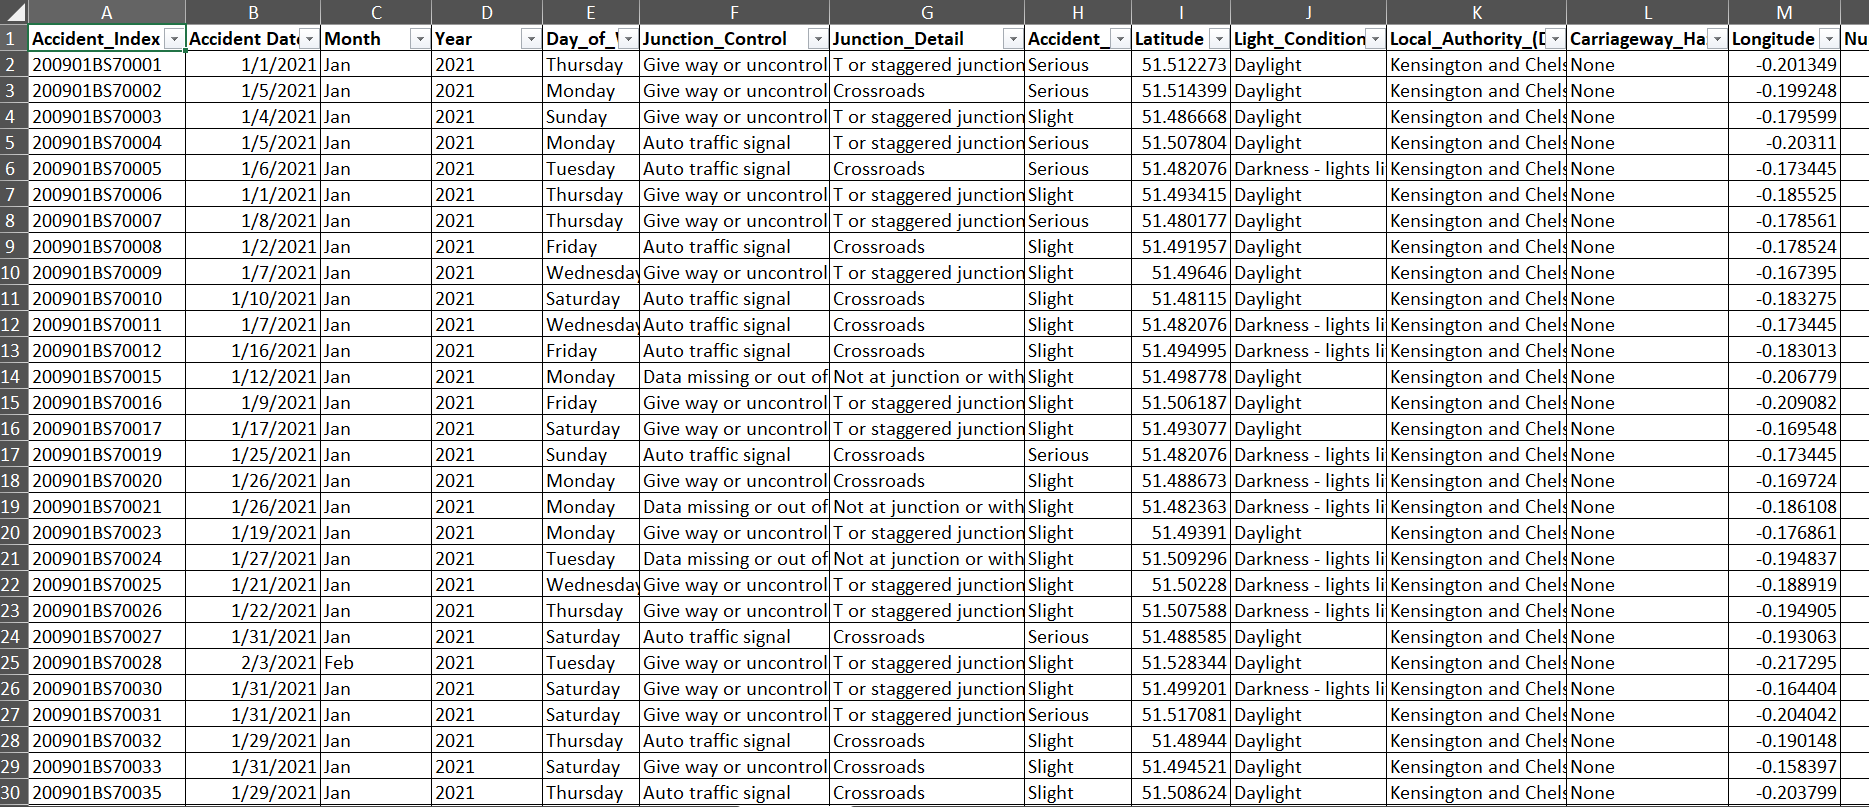 A B C D E F G H I J K L M
1 Accident_Index Accident Date Month Year Day_of_W Junction_Control Junction_Detail Accident_ Latitude Light_Condition Local_Authority_(D Carriageway_Ha Longitude Nu
2 200901BS70001 1/1/2021 Jan 2021 Thursday Give way or uncontrol T or staggered junction Serious 51.512273 Daylight Kensington and Chels None -0.201349
3 200901BS70002 1/5/2021 Jan 2021 Monday Give way or uncontrol Crossroads Serious 51.514399 Daylight Kensington and Chels None -0.199248
4 200901BS70003 1/4/2021 Jan 2021 Sunday Give way or uncontrol T or staggered junction Slight 51.486668 Daylight Kensington and Chels None -0.179599
5 200901BS70004 1/5/2021 Jan 2021 Monday Auto traffic signal T or staggered junction Serious 51.507804 Daylight Kensington and Chels None -0.20311
6 200901BS70005 1/6/2021 Jan 2021 Tuesday Auto traffic signal Crossroads Serious 51.482076 Darkness - lights li Kensington and Chels None -0.173445
7 200901BS70006 1/1/2021 Jan 2021 Thursday Give way or uncontrol T or staggered junction Slight 51.493415 Daylight Kensington and Chels None -0.185525
8 200901BS70007 1/8/2021 Jan 2021 Thursday Give way or uncontrol T or staggered junction Serious 51.480177 Daylight Kensington and Chels None -0.178561
9 200901BS70008 1/2/2021 Jan 2021 Friday Auto traffic signal Crossroads Slight 51.491957 Daylight Kensington and Chels None -0.178524
10 200901BS70009 1/7/2021 Jan 2021 Wednesday Give way or uncontrol T or staggered junction Slight 51.49646 Daylight Kensington and Chels None -0.167395
11 200901BS70010 1/10/2021 Jan 2021 Saturday Auto traffic signal Crossroads Slight 51.48115 Daylight Kensington and Chels None -0.183275
12 200901BS70011 1/7/2021 Jan 2021 Wednesday Auto traffic signal Crossroads Slight 51.482076 Darkness - lights li Kensington and Chels None -0.173445
13 200901BS70012 1/16/2021 Jan 2021 Friday Auto traffic signal Crossroads Slight 51.494995 Darkness - lights li Kensington and Chels None -0.183013
14 200901BS70015 1/12/2021 Jan 2021 Monday Data missing or out of Not at junction or with Slight 51.498778 Daylight Kensington and Chels None -0.206779
15 200901BS70016 1/9/2021 Jan 2021 Friday Give way or uncontrol T or staggered junction Slight 51.506187 Daylight Kensington and Chels None -0.209082
16 200901BS70017 1/17/2021 Jan 2021 Saturday Give way or uncontrol T or staggered junction Slight 51.493077 Daylight Kensington and Chels None -0.169548
17 200901BS70019 1/25/2021 Jan 2021 Sunday Auto traffic signal Crossroads Serious 51.482076 Darkness - lights li Kensington and Chels None -0.173445
18 200901BS70020 1/26/2021 Jan 2021 Monday Give way or uncontrol Crossroads Slight 51.488673 Darkness - lights li Kensington and Chels None -0.169724
19 200901BS70021 1/26/2021 Jan 2021 Monday Data missing or out of Not at junction or with Slight 51.482363 Darkness - lights li Kensington and Chels None -0.186108
20 200901BS70023 1/19/2021 Jan 2021 Monday Give way or uncontrol T or staggered junction Slight 51.49391 Daylight Kensington and Chels None -0.176861
21 200901BS70024 1/27/2021 Jan 2021 Tuesday Data missing or out of Not at junction or with Slight 51.509296 Darkness - lights li Kensington and Chels None -0.194837
22 200901BS70025 1/21/2021 Jan 2021 Wednesday Give way or uncontrol T or staggered junction Slight 51.50228 Darkness - lights li Kensington and Chels None -0.188919
23 200901BS70026 1/22/2021 Jan 2021 Thursday Give way or uncontrol T or staggered junction Slight 51.507588 Darkness - lights li Kensington and Chels None -0.194905
24 200901BS70027 1/31/2021 Jan 2021 Saturday Auto traffic signal Crossroads Serious 51.488585 Daylight Kensington and Chels None -0.193063
25 200901BS70028 2/3/2021 Feb 2021 Tuesday Give way or uncontrol T or staggered junction Slight 51.528344 Daylight Kensington and Chels None -0.217295
26 200901BS70030 1/31/2021 Jan 2021 Saturday Give way or uncontrol T or staggered junction Slight 51.499201 Darkness - lights li Kensington and Chels None -0.164404
27 200901BS70031 1/31/2021 Jan 2021 Saturday Give way or uncontrol T or staggered junction Serious 51.517081 Daylight Kensington and Chels None -0.204042
28 200901BS70032 1/29/2021 Jan 2021 Thursday Auto traffic signal Crossroads Slight 51.48944 Daylight Kensington and Chels None -0.190148
29 200901BS70033 1/31/2021 Jan 2021 Saturday Give way or uncontrol Crossroads Slight 51.494521 Daylight Kensington and Chels None -0.158397
30 200901BS70035 1/29/2021 Jan 2021 Thursday Auto traffic signal Crossroads Slight 51.508624 Daylight Kensington and Chels None -0.203799